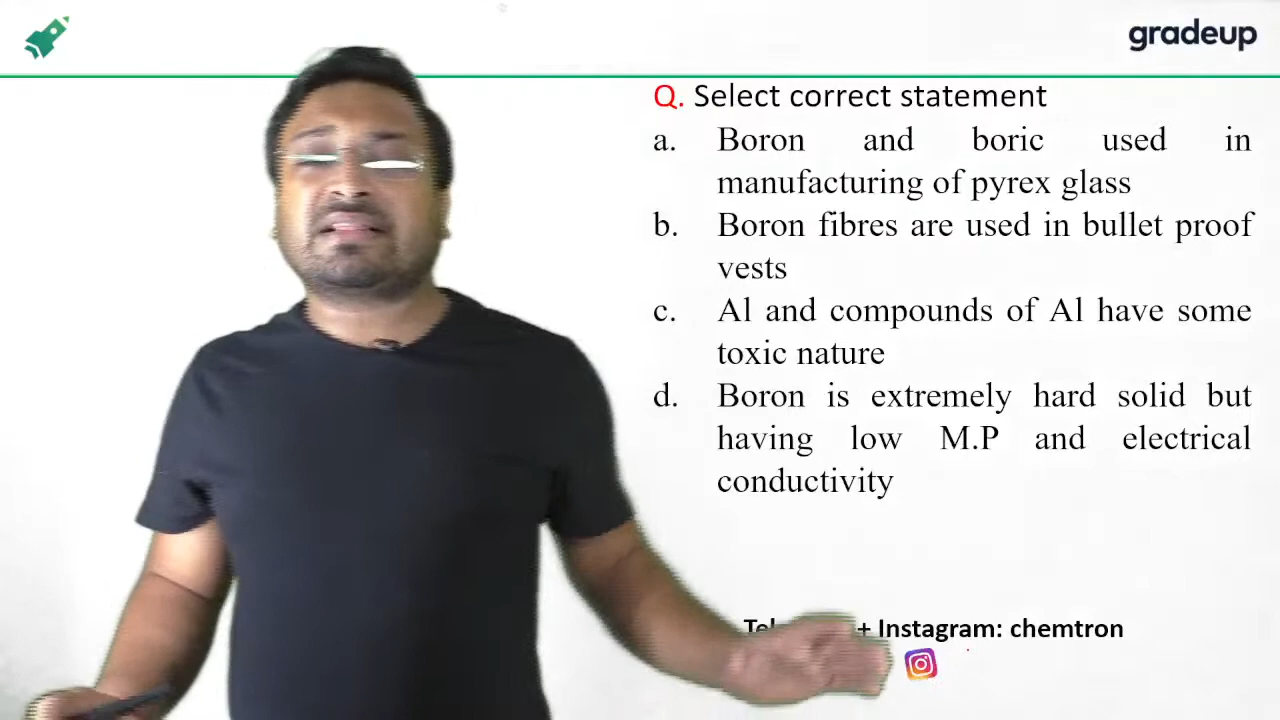 gradeup
Q. Select correct statement
a. Boron and boric used in
manufacturing of pyrex glass
b. Boron fibres are used in bullet proof
vests
c. Al and compounds of Al have some
toxic nature
d. Boron is extremely hard solid but
having low M.P and electrical
conductivity
+ Instagram: chemtron